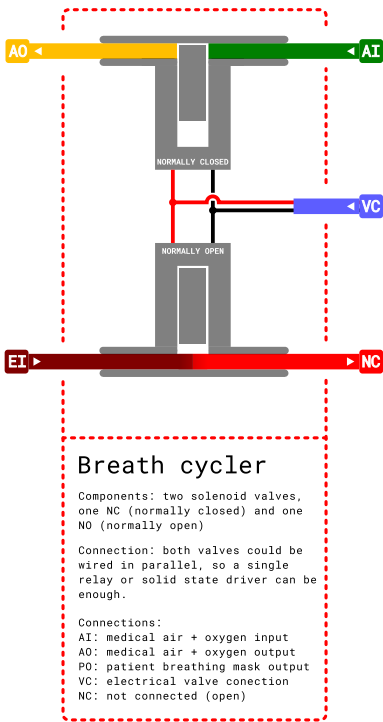 AO
AI
NORMALLY CLOSED
VC
NORMALLY OPEN
EI
NC
Breath cycler
Components: two solenoid valves,
one NC (normally closed) and one
NO (normally open)
Connection: both valves could be
wired in parallel, so a single
relay or solid state driver can be
enough.
Connections:
AI: medical air + oxygen input
AO: medical air + oxygen output
PO: patient breathing mask output
VC: electrical valve conection
NC: not connected (open)